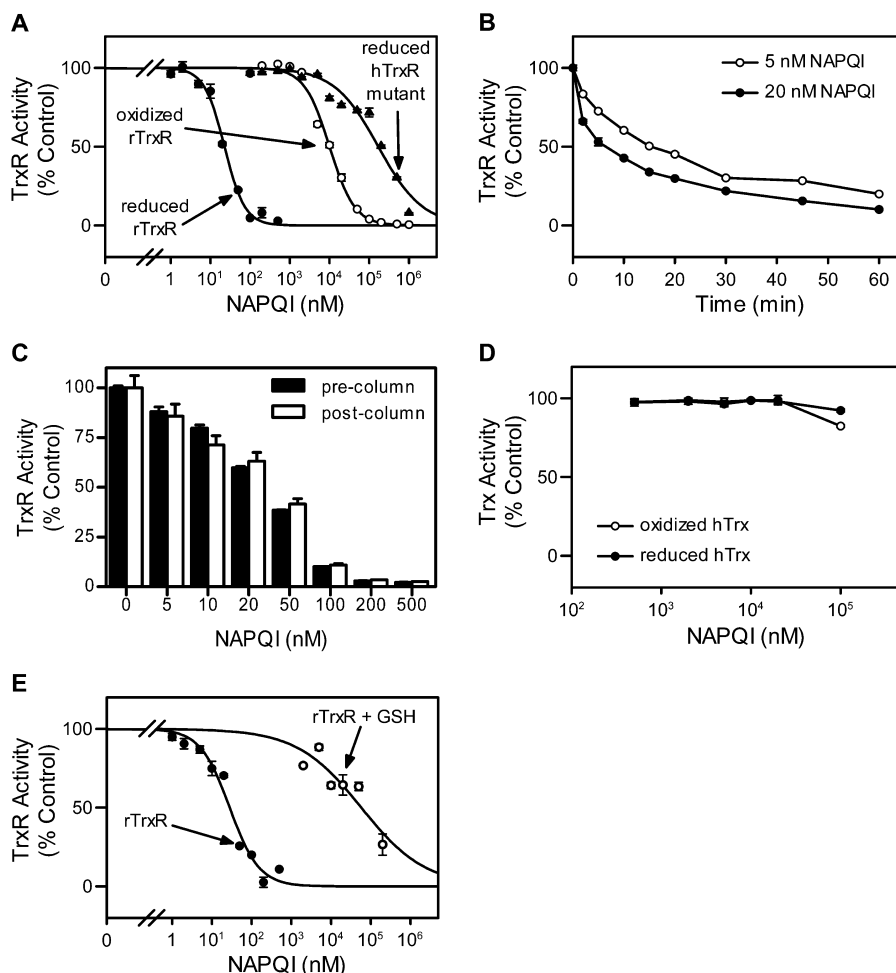 A
TrxR Activity
(% Control)
100
50
0
reduced
hTrxR
mutant
oxidized
rTrxR
reduced
rTrxR
0 1 10¹ 10² 10³ 10⁴ 10⁵ 10⁶
NAPQI (nM)
B
TrxR Activity
(% Control)
100
50
0
5 nM NAPQI
20 nM NAPQI
0 10 20 30 40 50 60
Time (min)
C
TrxR Activity
(% Control)
100
75
50
25
0
pre-column
post-column
0 5 10 20 50 100 200 500
NAPQI (nM)
D
Trx Activity
(% Control)
100
50
0
oxidized hTrx
reduced hTrx
10² 10³ 10⁴ 10⁵
NAPQI (nM)
E
TrxR Activity
(% Control)
100
50
0
rTrxR + GSH
rTrxR
0 1 10¹ 10² 10³ 10⁴ 10⁵ 10⁶
NAPQI (nM)